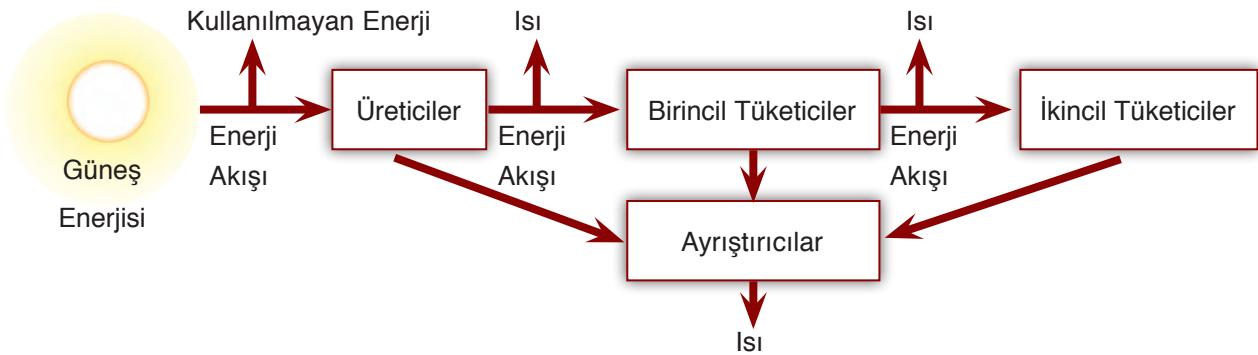 Kullanılmayan Enerji
Isı
Isı
Üreticiler
Birincil Tüketiciler
İkincil Tüketiciler
Güneş
Enerjisi
Enerji
Akışı
Enerji
Akışı
Enerji
Akışı
Ayrıştırıcılar
Isı